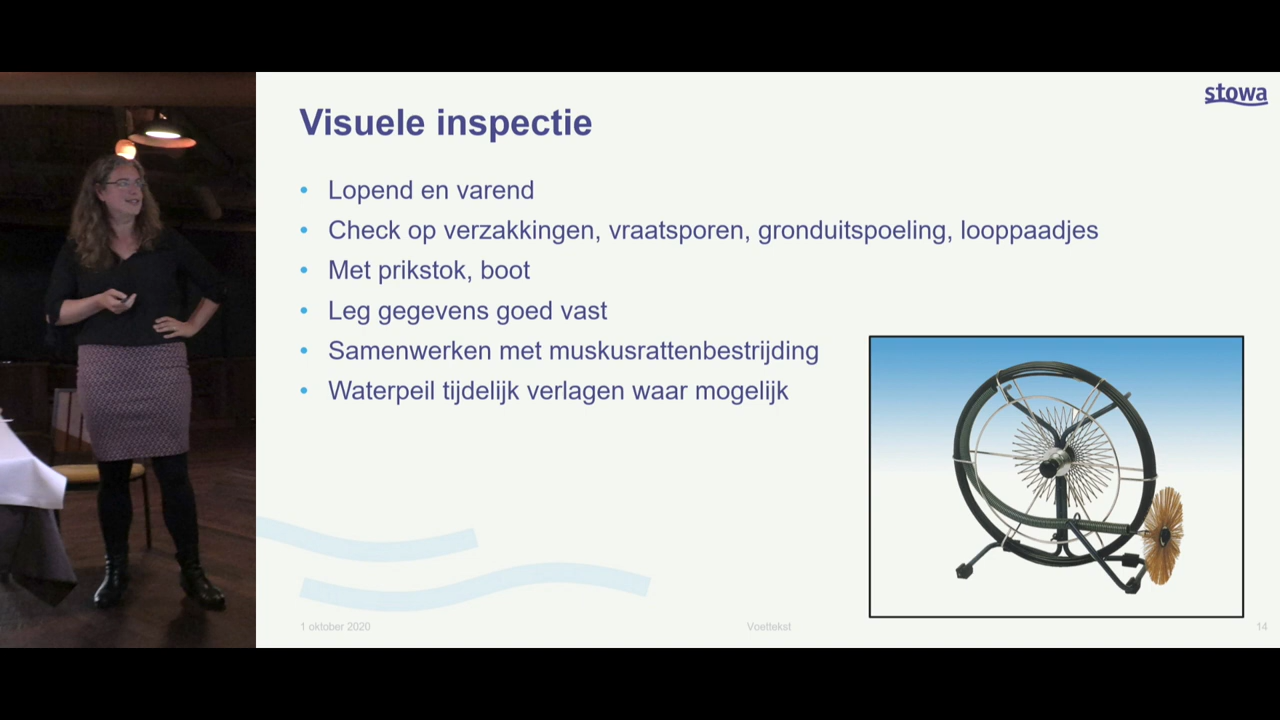 stowa
Visuele inspectie
• Lopend en varend
• Check op verzakkingen, vraatsporen, gronduitspoeling, looppaadjes
• Met prikstok, boot
• Leg gegevens goed vast
• Samenwerken met muskusrattenbestrijding
• Waterpeil tijdelijk verlagen waar mogelijk
1 oktober 2020
Voettekst
14